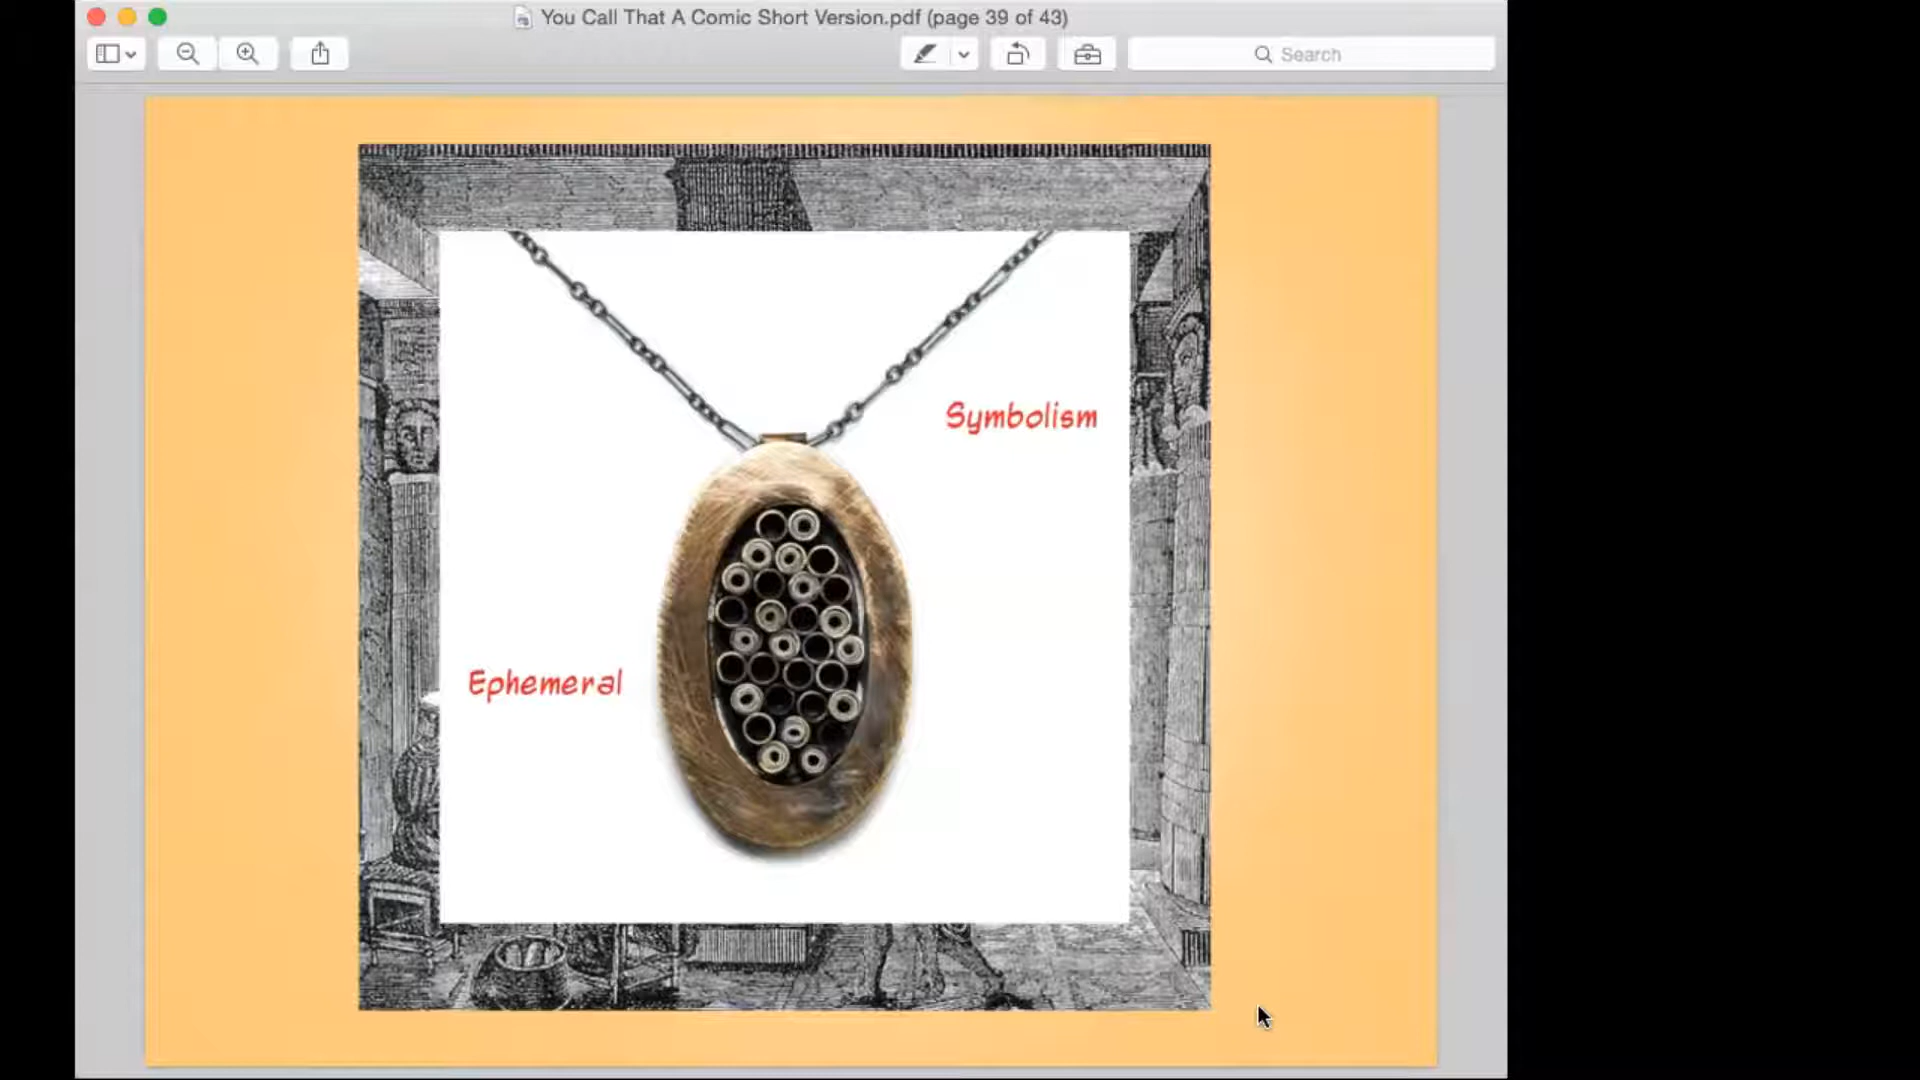 You Call That A Comic Short Version.pdf (page 39 of 43)
Search
Symbolism
Ephemeral